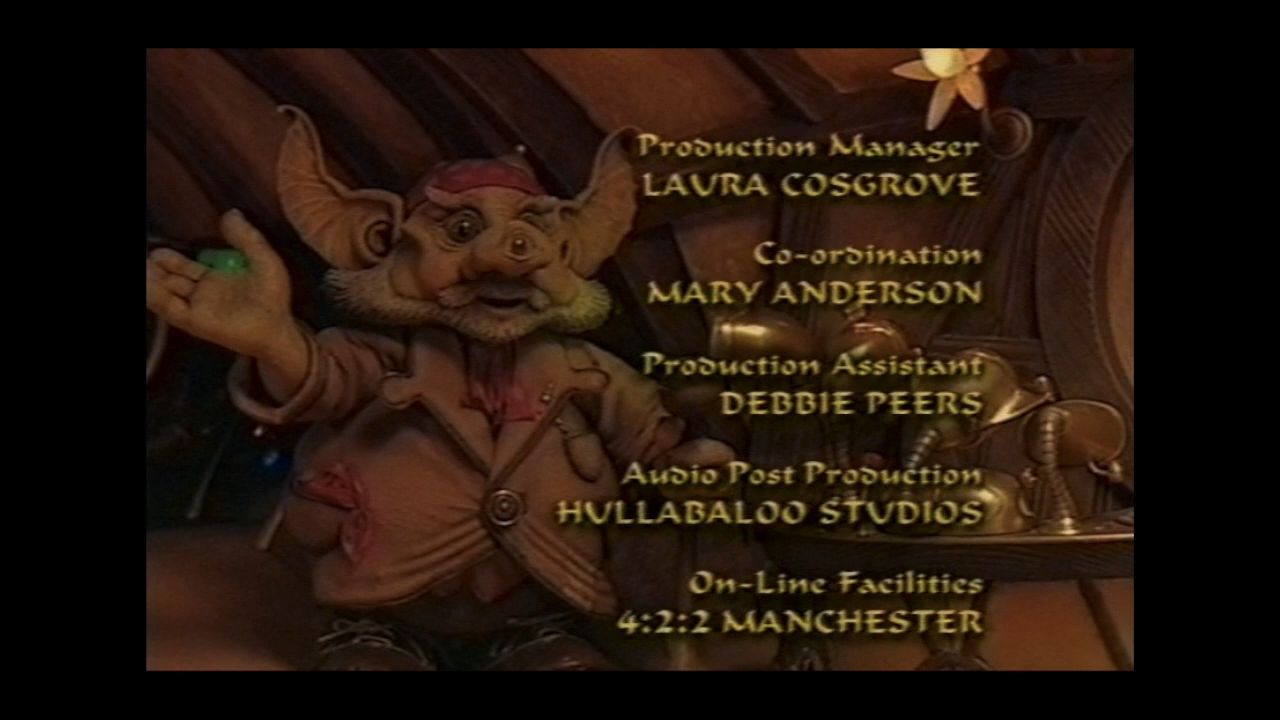 Production Manager
LAURA COSGROVE
Co-ordination
MARY ANDERSON
Production Assistant
DEBBIE PEERS
Audio Post Production
HULLABALOO STUDIOS
On-Line Facilities
4:2:2 MANCHESTER